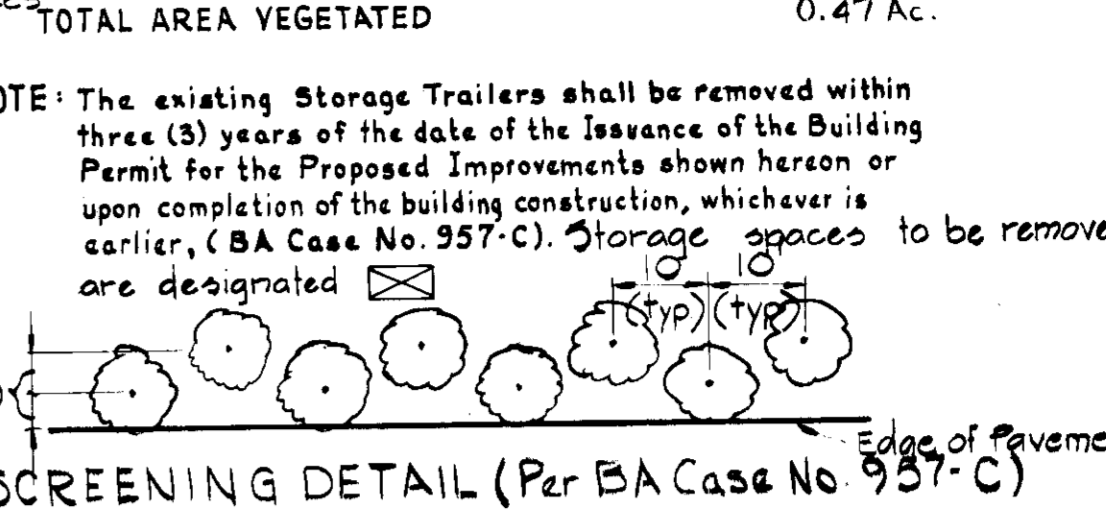 TOTAL AREA VEGETATED 0.47 Ac.
NOTE: The existing Storage Trailers shall be removed within
three (3) years of the date of the Issuance of the Building
Permit for the Proposed Improvements shown hereon or
upon completion of the building construction, whichever is
earlier, (BA Case No. 957-C). Storage spaces to be remove
are designated
10 10
(typ) (typ)
Edge of Paveme
SCREENING DETAIL (Per BA Case No. 957-C)